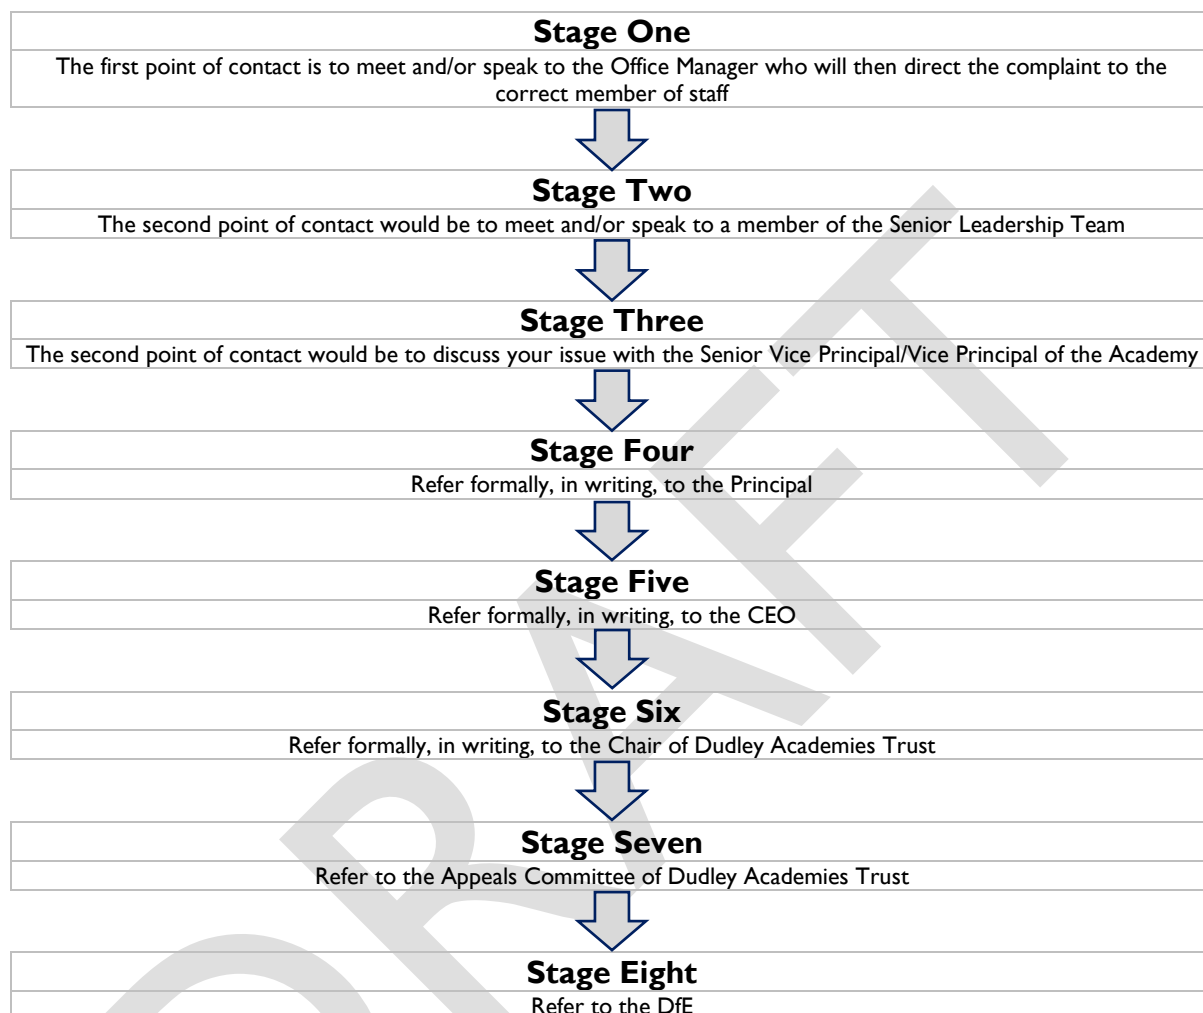 Stage One
The first point of contact is to meet and/or speak to the Office Manager who will then direct the complaint to the
correct member of staff
Stage Two
The second point of contact would be to meet and/or speak to a member of the Senior Leadership Team
Stage Three
The second point of contact would be to discuss your issue with the Senior Vice Principal/Vice Principal of the Academy
Stage Four
Refer formally, in writing, to the Principal
Stage Five
Refer formally, in writing, to the CEO
Stage Six
Refer formally, in writing, to the Chair of Dudley Academies Trust
Stage Seven
Refer to the Appeals Committee of Dudley Academies Trust
Stage Eight
Refer to the DfE
DRAFT